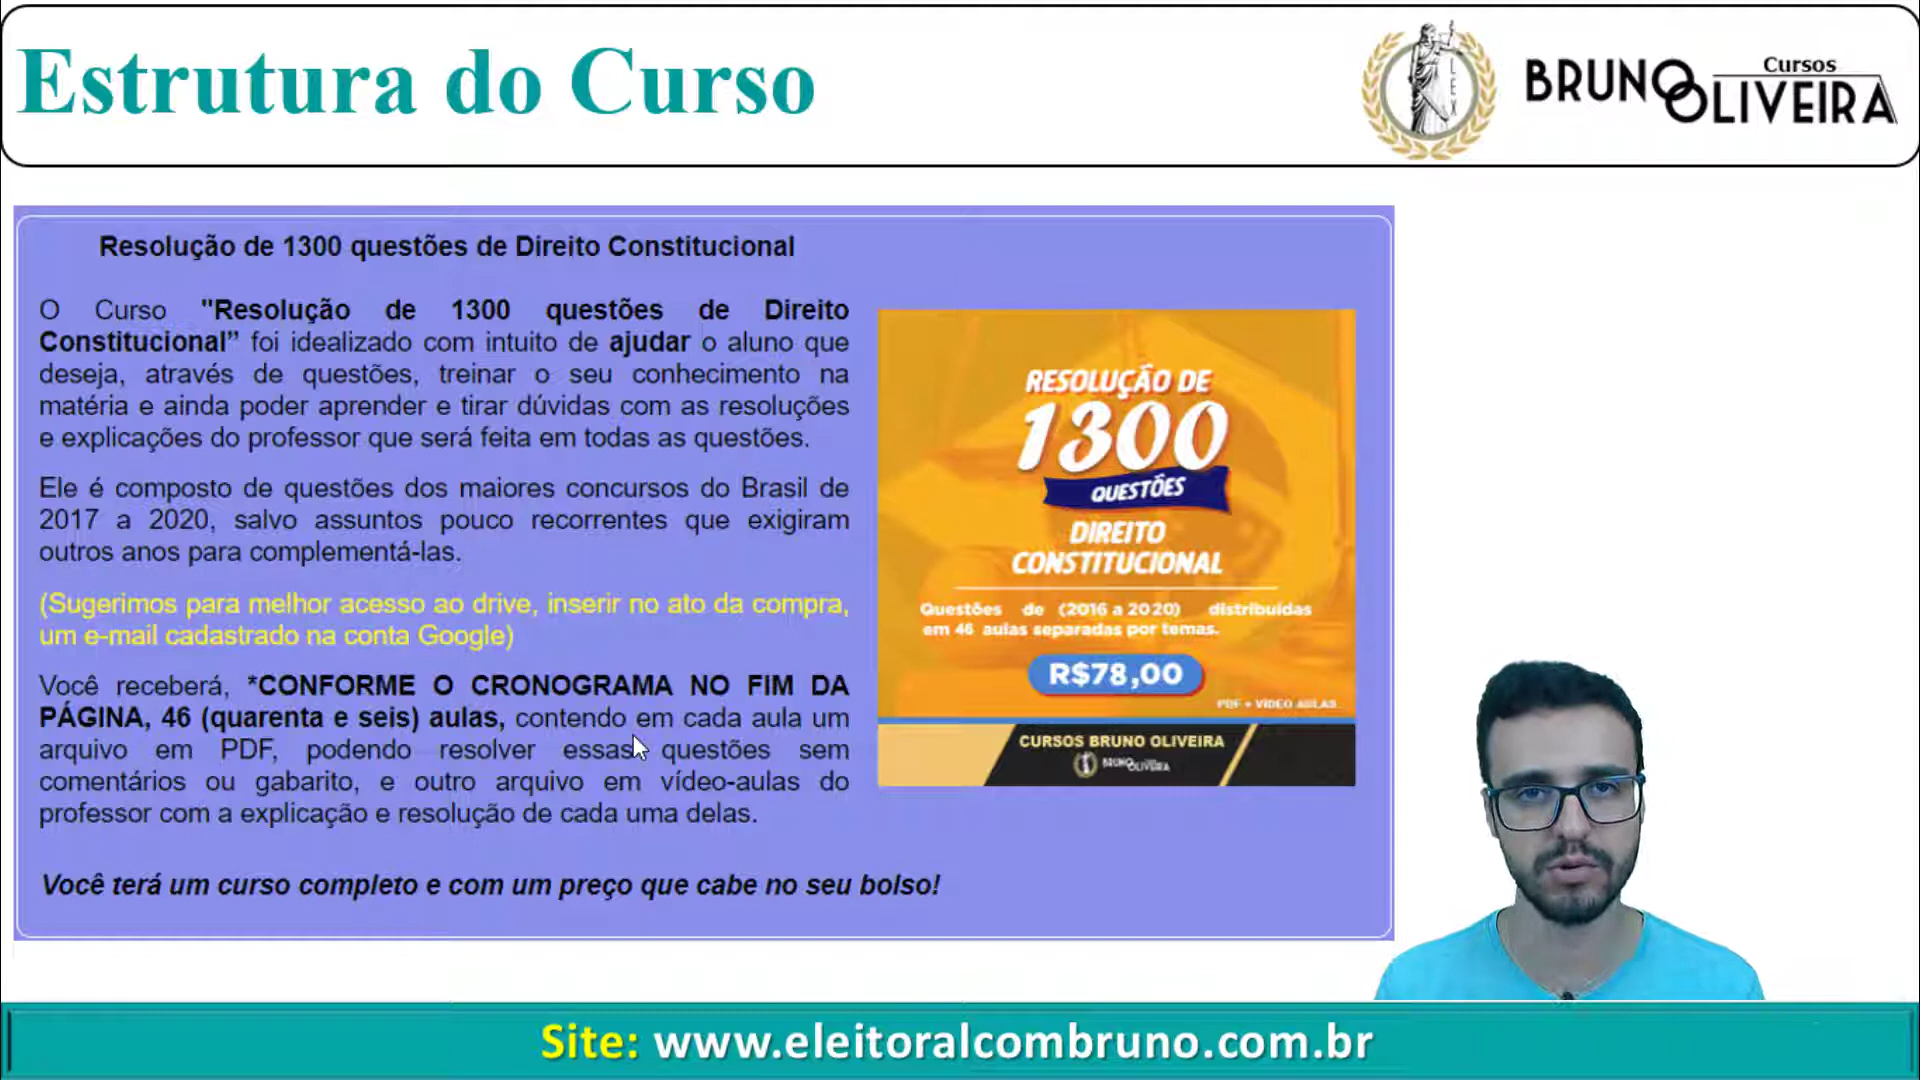 Estrutura do Curso
LEX
Cursos
BRUNO OLIVEIRA
Resolução de 1300 questões de Direito Constitucional
O Curso "Resolução de 1300 questões de Direito
Constitucional” foi idealizado com intuito de ajudar o aluno que
deseja, através de questões, treinar o seu conhecimento na
matéria e ainda poder aprender e tirar dúvidas com as resoluções
e explicações do professor que será feita em todas as questões.
Ele é composto de questões dos maiores concursos do Brasil de
2017 a 2020, salvo assuntos pouco recorrentes que exigiram
outros anos para complementá-las.
(Sugerimos para melhor acesso ao drive, inserir no ato da compra,
um e-mail cadastrado na conta Google)
Você receberá, *CONFORME O CRONOGRAMA NO FIM DA
PÁGINA, 46 (quarenta e seis) aulas, contendo em cada aula um
arquivo em PDF, podendo resolver essas questões sem
comentários ou gabarito, e outro arquivo em vídeo-aulas do
professor com a explicação e resolução de cada uma delas.
Você terá um curso completo e com um preço que cabe no seu bolso!
RESOLUÇÃO DE
1300
QUESTÕES
DIREITO
CONSTITUCIONAL
Questões de (2016 a 2020) distribuídas
em 46 aulas separadas por temas.
R$78,00
PDF + VÍDEO AULAS
CURSOS BRUNO OLIVEIRA
BRUNO OLIVEIRA
Site: www.eleitoralcombruno.com.br